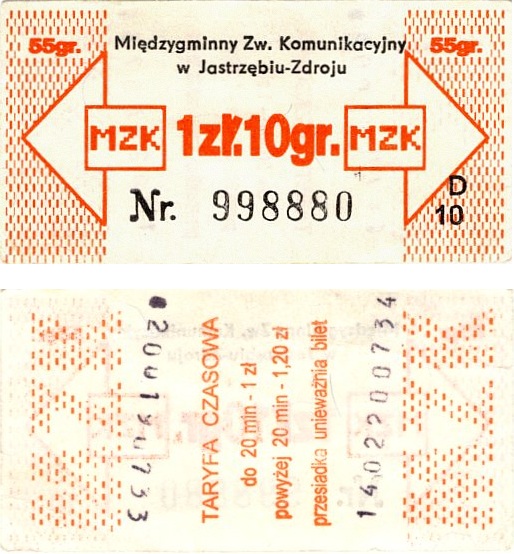 55gr. Międzygminny Zw. Komunikacyjny 55gr.
w Jastrzębiu-Zdroju
MZK 1zł.10gr. MZK
Nr. 998880
D
10
TARYFA CZASOWA
do 20 min - 1 zł
powyżej 20 min - 1,20 zł
przesiadka unieważnia bilet
1402200734